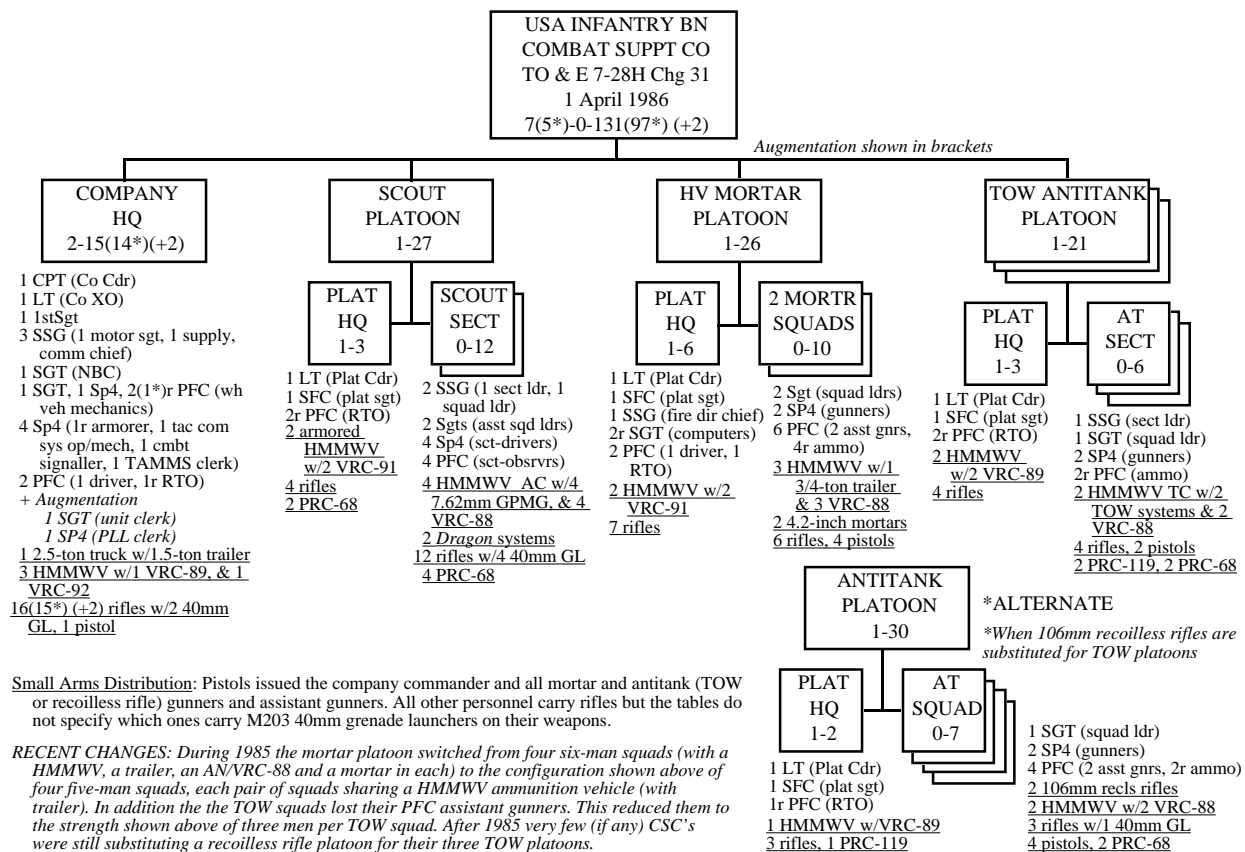 USA INFANTRY BN
COMBAT SUPPT CO
TO & E 7-28H Chg 31
1 April 1986
7(5*)-0-131(97*) (+2)
Augmentation shown in brackets
COMPANY
HQ
2-15(14*)(+2)
1 CPT (Co Cdr)
1 LT (Co XO)
1 1stSgt
3 SSG (1 motor sgt, 1 supply,
comm chief)
1 SGT (NBC)
1 SGT, 1 Sp4, 2(1*)r PFC (wh
veh mechanics)
4 Sp4 (1r armorer, 1 tac com
sys op/mech, 1 cmbt
signaller, 1 TAMMS clerk)
2 PFC (1 driver, 1r RTO)
+ Augmentation
1 SGT (unit clerk)
1 SP4 (PLL clerk)
1 2.5-ton truck w/1.5-ton trailer
3 HMMWV w/1 VRC-89, & 1
VRC-92
16(15*) (+2) rifles w/2 40mm
GL, 1 pistol
SCOUT
PLATOON
1-27
PLAT
HQ
1-3
1 LT (Plat Cdr)
1 SFC (plat sgt)
2r PFC (RTO)
2 armored
HMMWV
w/2 VRC-91
4 rifles
2 PRC-68
SCOUT
SECT
0-12
2 SSG (1 sect ldr, 1
squad ldr)
2 Sgts (asst sqd ldrs)
4 Sp4 (sct-drivers)
4 PFC (sct-obsrvrs)
4 HMMWV AC w/4
7.62mm GPMG, & 4
VRC-88
2 Dragon systems
12 rifles w/4 40mm GL
4 PRC-68
HV MORTAR
PLATOON
1-26
PLAT
HQ
1-6
1 LT (Plat Cdr)
1 SFC (plat sgt)
1 SSG (fire dir chief)
2r SGT (computers)
2 PFC (1 driver, 1
RTO)
2 HMMWV w/2
VRC-91
7 rifles
2 MORTR
SQUADS
0-10
2 Sgt (squad ldrs)
2 SP4 (gunners)
6 PFC (2 asst gnrs,
4r ammo)
3 HMMWV w/1
3/4-ton trailer
& 3 VRC-88
2 4.2-inch mortars
6 rifles, 4 pistols
TOW ANTITANK
PLATOON
1-21
PLAT
HQ
1-3
1 LT (Plat Cdr)
1 SFC (plat sgt)
2r PFC (RTO)
2 HMMWV
w/2 VRC-89
4 rifles
AT
SECT
0-6
1 SSG (sect ldr)
1 SGT (squad ldr)
2 SP4 (gunners)
2r PFC (ammo)
2 HMMWV TC w/2
TOW systems & 2
VRC-88
4 rifles, 2 pistols
2 PRC-119, 2 PRC-68
ANTITANK
PLATOON
1-30
*ALTERNATE
*When 106mm recoilless rifles are
substituted for TOW platoons
PLAT
HQ
1-2
1 LT (Plat Cdr)
1 SFC (plat sgt)
1r PFC (RTO)
1 HMMWV w/VRC-89
3 rifles, 1 PRC-119
AT
SQUAD
0-7
1 SGT (squad ldr)
2 SP4 (gunners)
4 PFC (2 asst gnrs, 2r ammo)
2 106mm recls rifles
2 HMMWV w/2 VRC-88
3 rifles w/1 40mm GL
4 pistols, 2 PRC-68
Small Arms Distribution: Pistols issued the company commander and all mortar and antitank (TOW
or recoilless rifle) gunners and assistant gunners. All other personnel carry rifles but the tables do
not specify which ones carry M203 40mm grenade launchers on their weapons.
RECENT CHANGES: During 1985 the mortar platoon switched from four six-man squads (with a
HMMWV, a trailer, an AN/VRC-88 and a mortar in each) to the configuration shown above of
four five-man squads, each pair of squads sharing a HMMWV ammunition vehicle (with
trailer). In addition the the TOW squads lost their PFC assistant gunners. This reduced them to
the strength shown above of three men per TOW squad. After 1985 very few (if any) CSC's
were still substituting a recoilless rifle platoon for their three TOW platoons.